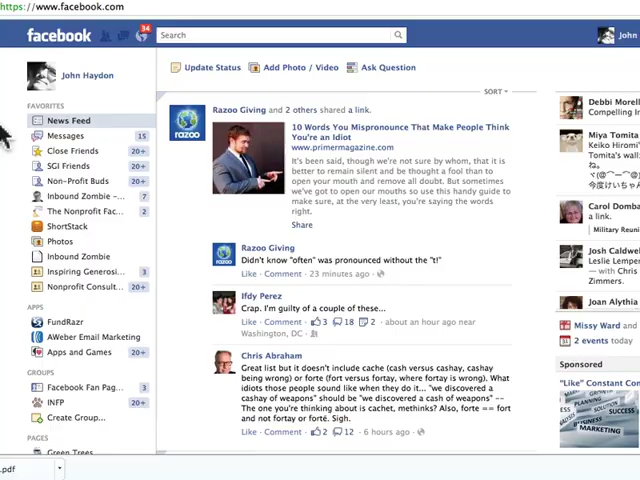 https://www.facebook.com
facebook
34
Search
John
John Haydon
Update Status
Add Photo / Video
Ask Question
SORT
FAVORITES
News Feed
Messages 15
Close Friends 20+
SGI Friends 20+
Non-Profit Buds 20+
Inbound Zombie -... 7
The Nonprofit Fac... 2
ShortStack
Photos
Inbound Zombie
Inspiring Generosi... 3
Nonprofit Consult... 20+
APPS
FundRazr
AWeber Email Marketing
Apps and Games 20+
GROUPS
Facebook Fan Pag... 3
INFP 20+
Create Group...
PAGES
Green Trees
.pdf
Razoo Giving and 2 others shared a link.
razoo
10 Words You Mispronounce That Make People Think
You're an Idiot
www.primermagazine.com
It's been said, though we're not sure by whom, that it is
better to remain silent and be thought a fool than to
open your mouth and remove all doubt. But sometimes
we've got to open our mouths so use this handy guide to
make sure, at the very least, you're saying the words
right.
Share
Razoo Giving
Didn't know "often" was pronounced without the "t!"
Like · Comment · 23 minutes ago ·
Ifdy Perez
Crap. I'm guilty of a couple of these...
Like · Comment · 3 18 2 · about an hour ago near
Washington, DC ·
Chris Abraham
Great list but it doesn't include cache (cash versus cashay, cashay
being wrong) or forte (fort versus fortay, where fortay is wrong). What
idiots those people sound like when they do it... "we discovered a
cashay of weapons" should be "we discovered a cash of weapons" --
The one you're thinking about is cachet, methinks? Also, forte == fort
and not fortay or forté. Sigh.
Like · Comment · 2 12 · 6 hours ago ·
Debbi Morell
Compelling I
Miya Tomita
Keiko Hiromi
Tomita's wall:
ね。
Carol Domba
a link.
Military Reuni
Josh Caldwel
Leslie Lemper
— with Chris
Zimmers.
Joan Alythia
Missy Ward and
2 events today
Sponsored
"Like" Constant Con
PLANNING
SOLUTION
SUCCESS
BUSINESS
MARKETING